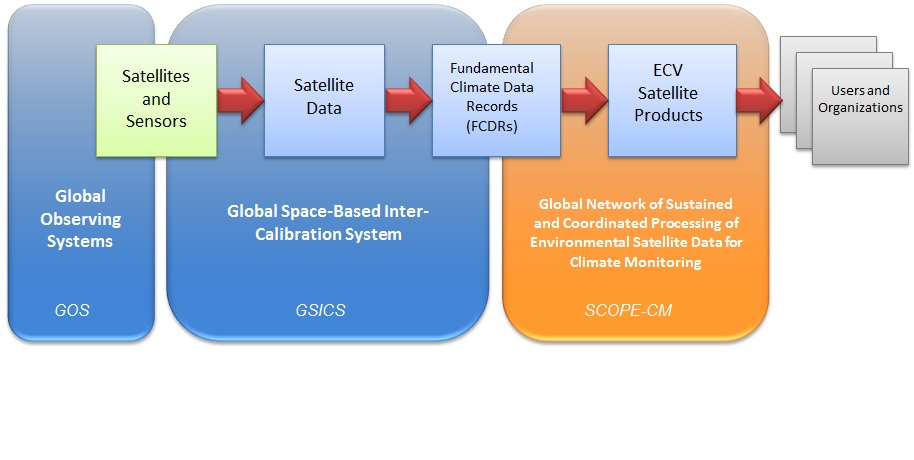 Satellites
and
Sensors
Satellite
Data
Fundamental
Climate Data
Records
(FCDRs)
ECV
Satellite
Products
Users and
Organizations
Global
Observing
Systems
GOS
Global Space-Based Inter-
Calibration System
GSICS
Global Network of Sustained
and Coordinated Processing of
Environmental Satellite Data for
Climate Monitoring
SCOPE-CM